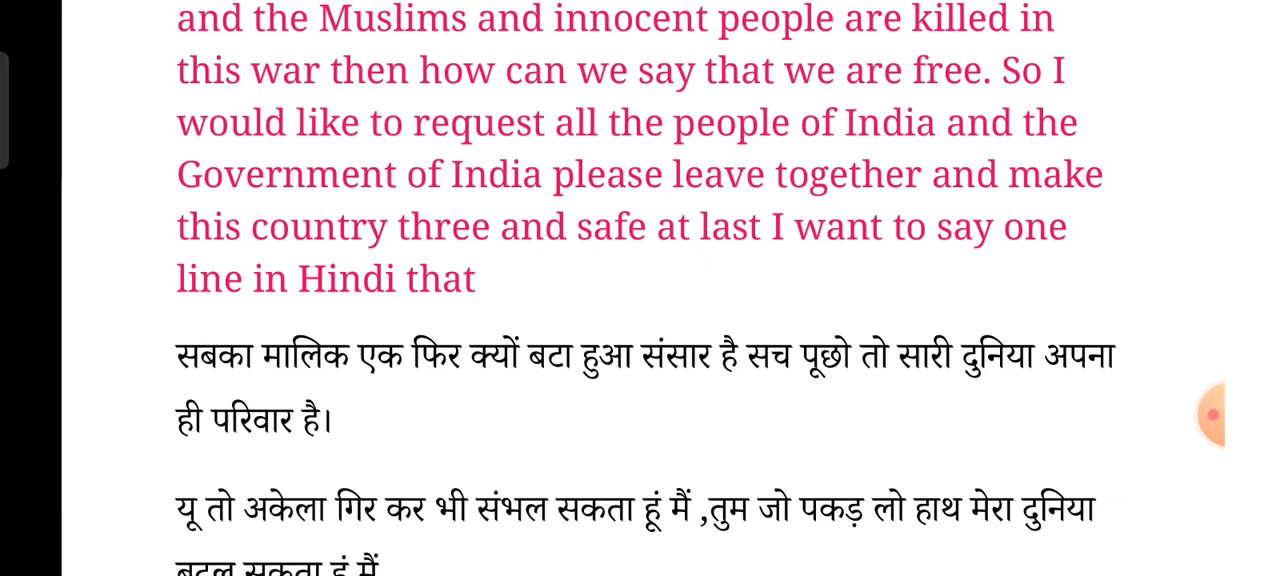 and the Muslims and innocent people are killed in
this war then how can we say that we are free. So I
would like to request all the people of India and the
Government of India please leave together and make
this country three and safe at last I want to say one
line in Hindi that
सबका मालिक एक फिर क्यों बटा हुआ संसार है सच पूछो तो सारी दुनिया अपना
ही परिवार है।
यू तो अकेला गिर कर भी संभल सकता हूं मैं ,तुम जो पकड़ लो हाथ मेरा दुनिया
बदल सकता हूं मैं